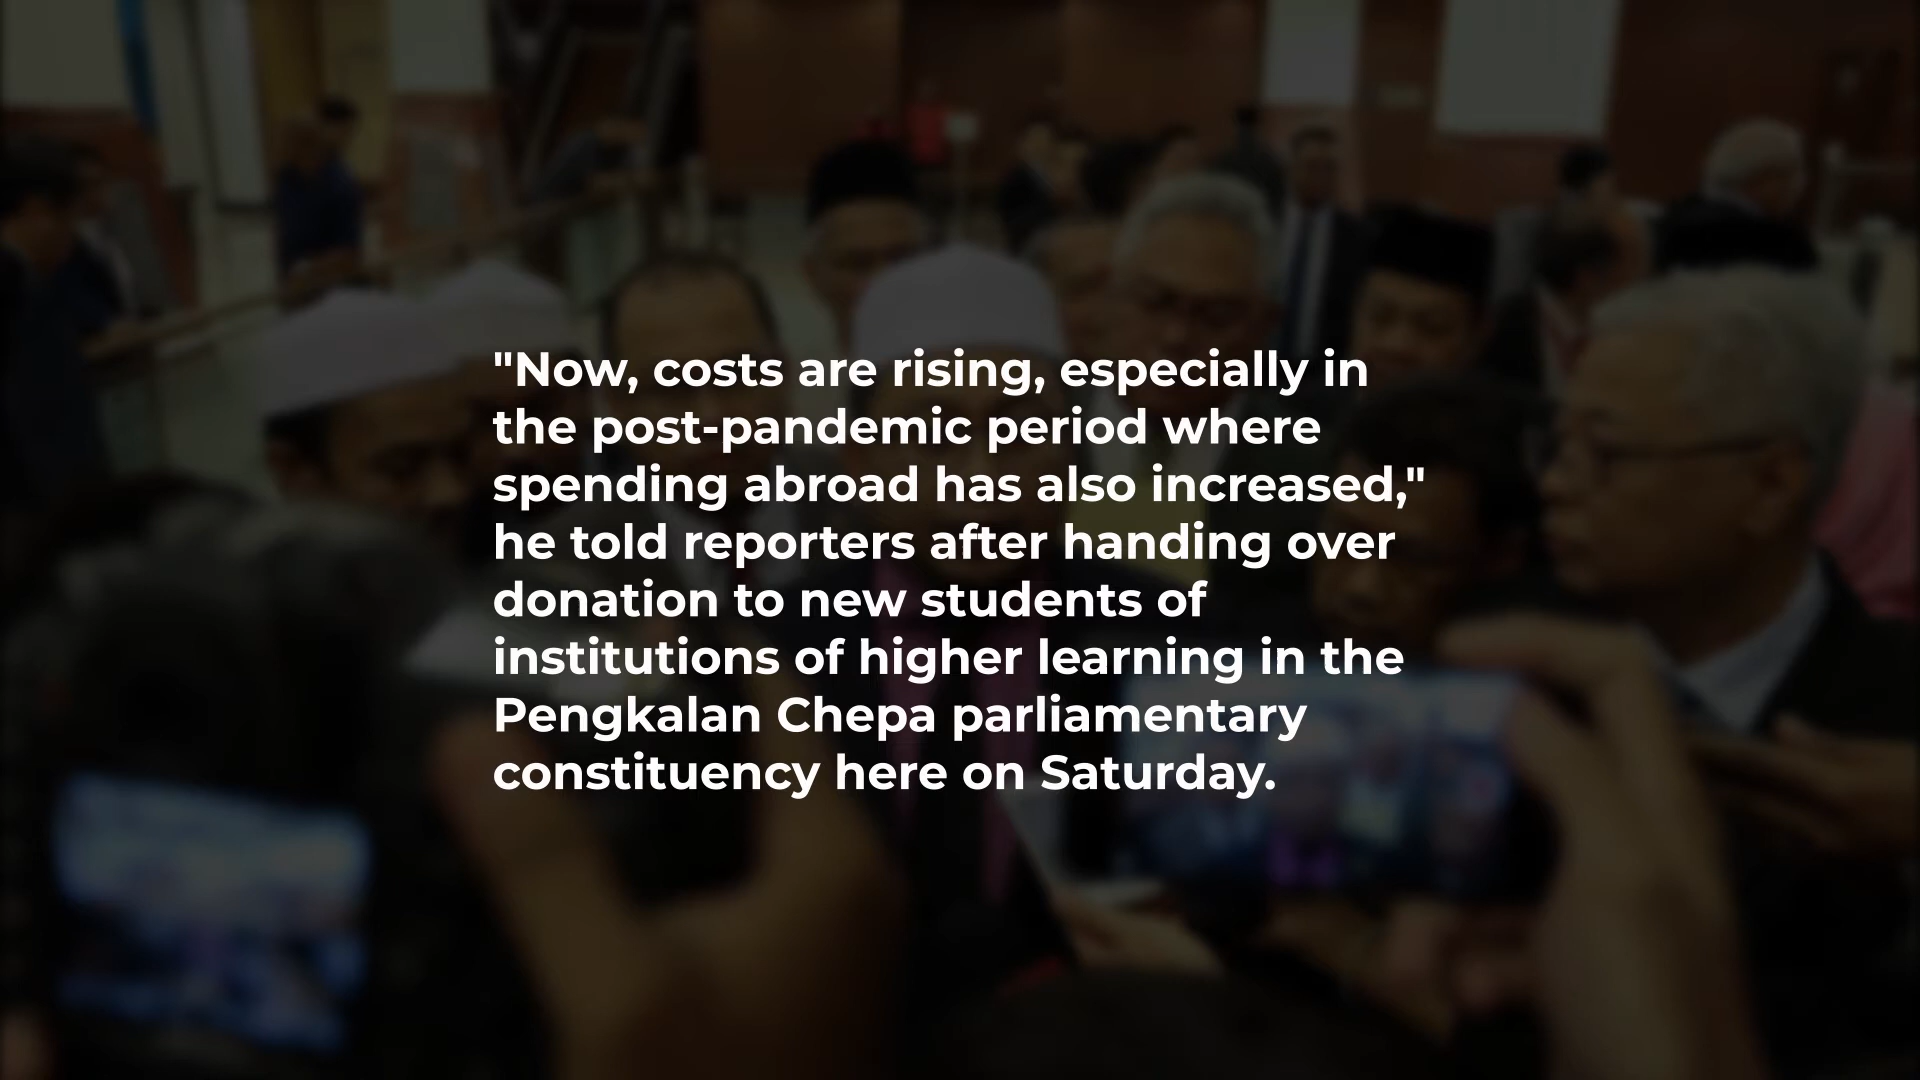 "Now, costs are rising, especially in
the post-pandemic period where
spending abroad has also increased,"
he told reporters after handing over
donation to new students of
institutions of higher learning in the
Pengkalan Chepa parliamentary
constituency here on Saturday.